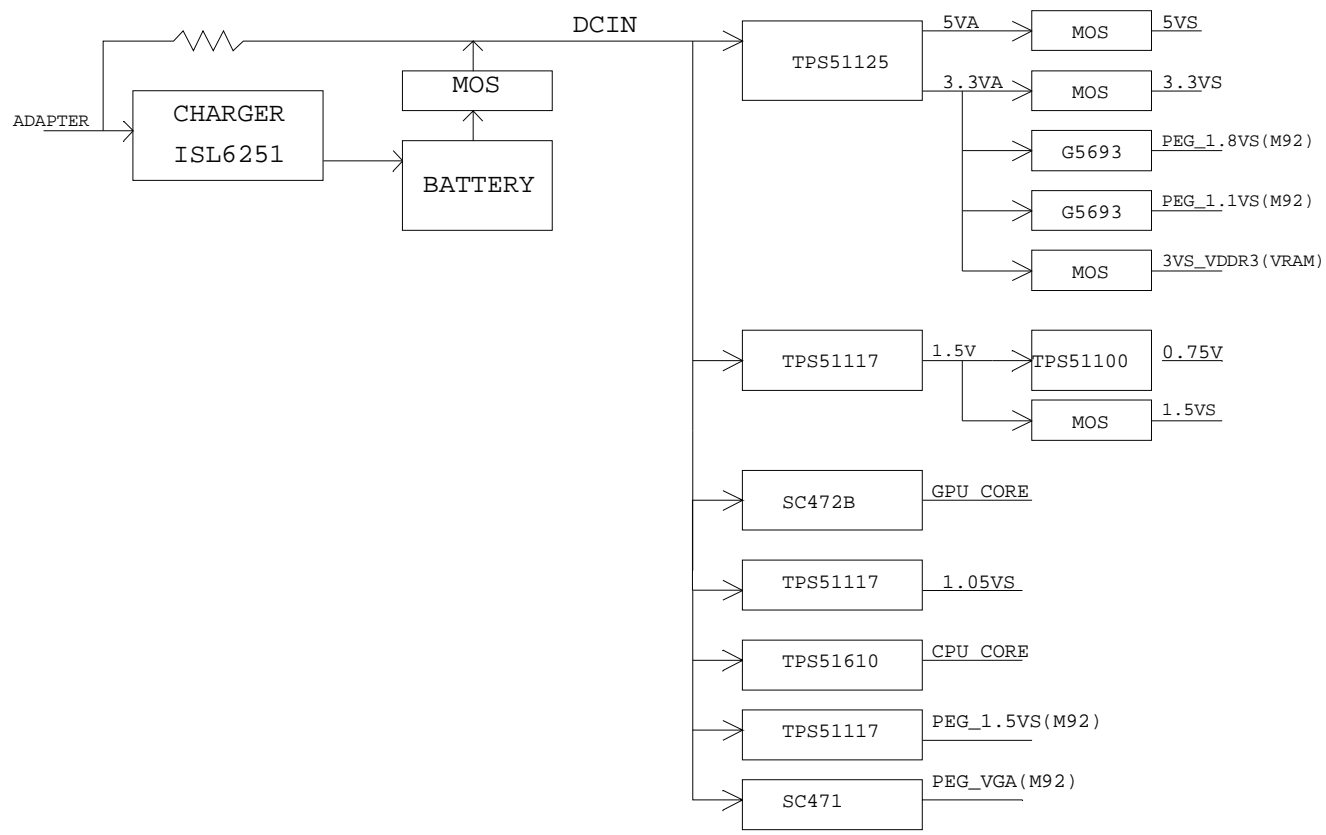 DCIN
ADAPTER
CHARGER
ISL6251
MOS
BATTERY
TPS51125
5VA
MOS
5VS
3.3VA
MOS
3.3VS
G5693
PEG_1.8VS(M92)
G5693
PEG_1.1VS(M92)
MOS
3VS_VDDR3(VRAM)
TPS51117
1.5V
TPS51100
0.75V
MOS
1.5VS
SC472B
GPU CORE
TPS51117
1.05VS
TPS51610
CPU CORE
TPS51117
PEG_1.5VS(M92)
SC471
PEG_VGA(M92)